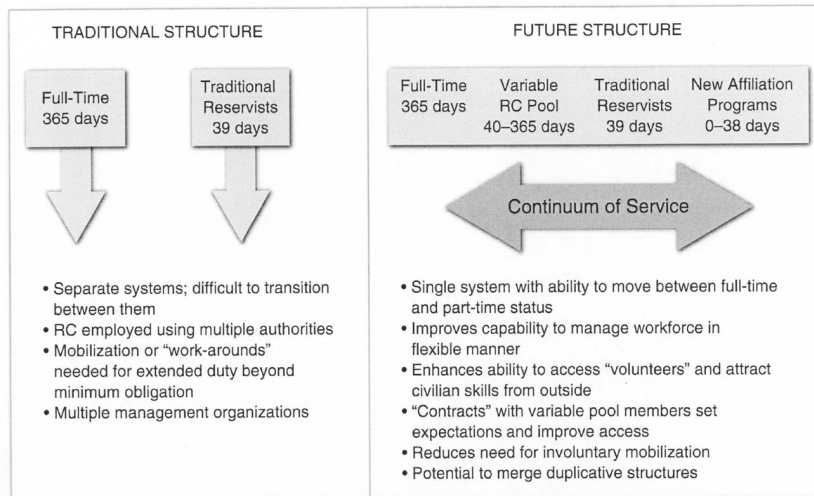 TRADITIONAL STRUCTURE
Full-Time
365 days
Traditional
Reservists
39 days
• Separate systems; difficult to transition
between them
• RC employed using multiple authorities
• Mobilization or “work-arounds”
needed for extended duty beyond
minimum obligation
• Multiple management organizations
FUTURE STRUCTURE
Full-Time
365 days
Variable
RC Pool
40–365 days
Traditional
Reservists
39 days
New Affiliation
Programs
0–38 days
Continuum of Service
• Single system with ability to move between full-time
and part-time status
• Improves capability to manage workforce in
flexible manner
• Enhances ability to access “volunteers” and attract
civilian skills from outside
• “Contracts” with variable pool members set
expectations and improve access
• Reduces need for involuntary mobilization
• Potential to merge duplicative structures